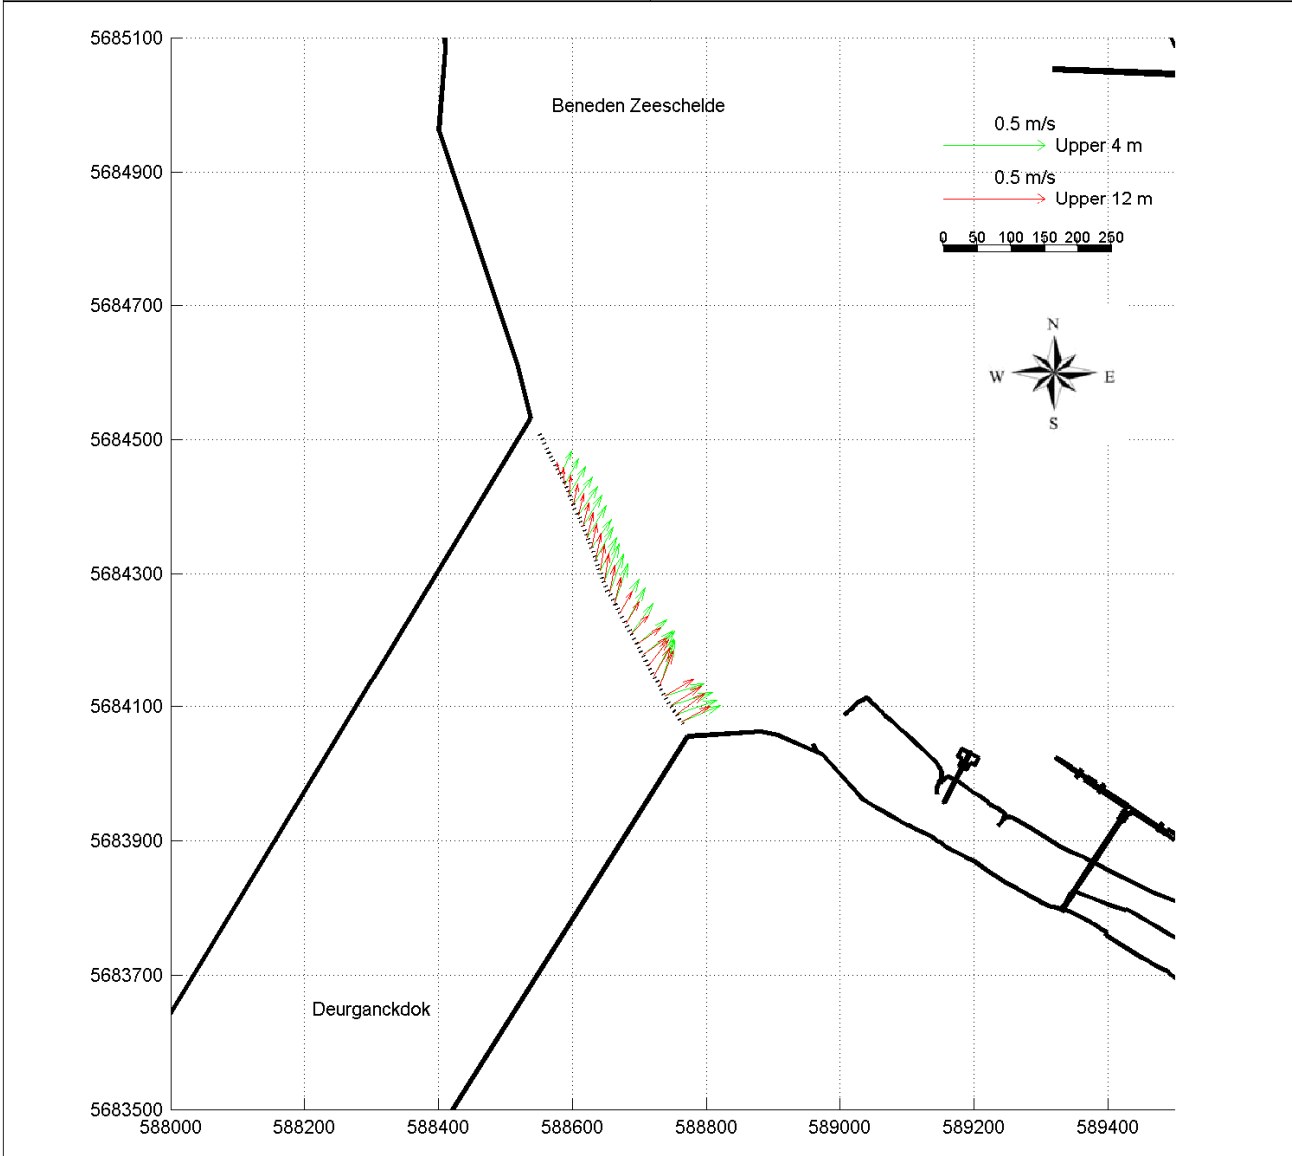 5685100
Beneden Zeeschelde
0.5 m/s
Upper 4 m
5684900
0.5 m/s
Upper 12 m
0 50 100 150 200 250
5684700
N
W E
S
5684500
5684300
5684100
5683900
5683700
Deurganckdok
5683500
588000 588200 588400 588600 588800 589000 589200 589400